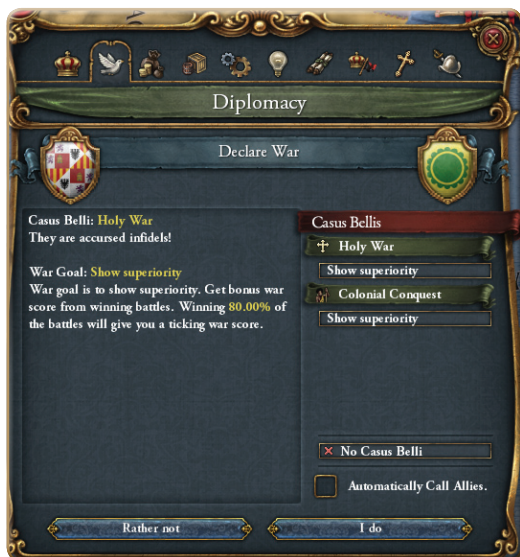 Diplomacy
Declare War
Casus Belli: Holy War
They are accursed infidels!
War Goal: Show superiority
War goal is to show superiority. Get bonus war
score from winning battles. Winning 80.00% of
the battles will give you a ticking war score.
Casus Bellis
Holy War
Show superiority
Colonial Conquest
Show superiority
No Casus Belli
Automatically Call Allies.
Rather not
I do